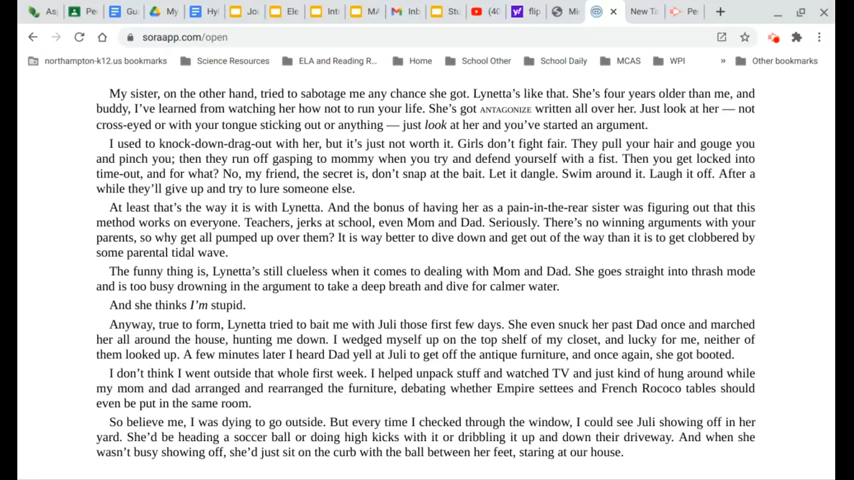 Asp
Pea
Gui
My
Hyl
Jou
Ele
Intr
MA
Inb
Stu
(40
flip
Mi
New Ta
Pe
soraapp.com/open
northampton-k12.us bookmarks
Science Resources
ELA and Reading R...
Home
School Other
School Daily
MCAS
WPI
»
Other bookmarks
My sister, on the other hand, tried to sabotage me any chance she got. Lynetta's like that. She's four years older than me, and
buddy, I've learned from watching her how not to run your life. She's got ANTAGONIZE written all over her. Just look at her — not
cross-eyed or with your tongue sticking out or anything — just look at her and you've started an argument.
I used to knock-down-drag-out with her, but it's just not worth it. Girls don't fight fair. They pull your hair and gouge you
and pinch you; then they run off gasping to mommy when you try and defend yourself with a fist. Then you get locked into
time-out, and for what? No, my friend, the secret is, don't snap at the bait. Let it dangle. Swim around it. Laugh it off. After a
while they'll give up and try to lure someone else.
At least that's the way it is with Lynetta. And the bonus of having her as a pain-in-the-rear sister was figuring out that this
method works on everyone. Teachers, jerks at school, even Mom and Dad. Seriously. There's no winning arguments with your
parents, so why get all pumped up over them? It is way better to dive down and get out of the way than it is to get clobbered by
some parental tidal wave.
The funny thing is, Lynetta's still clueless when it comes to dealing with Mom and Dad. She goes straight into thrash mode
and is too busy drowning in the argument to take a deep breath and dive for calmer water.
And she thinks I'm stupid.
Anyway, true to form, Lynetta tried to bait me with Juli those first few days. She even snuck her past Dad once and marched
her all around the house, hunting me down. I wedged myself up on the top shelf of my closet, and lucky for me, neither of
them looked up. A few minutes later I heard Dad yell at Juli to get off the antique furniture, and once again, she got booted.
I don't think I went outside that whole first week. I helped unpack stuff and watched TV and just kind of hung around while
my mom and dad arranged and rearranged the furniture, debating whether Empire settees and French Rococo tables should
even be put in the same room.
So believe me, I was dying to go outside. But every time I checked through the window, I could see Juli showing off in her
yard. She'd be heading a soccer ball or doing high kicks with it or dribbling it up and down their driveway. And when she
wasn't busy showing off, she'd just sit on the curb with the ball between her feet, staring at our house.